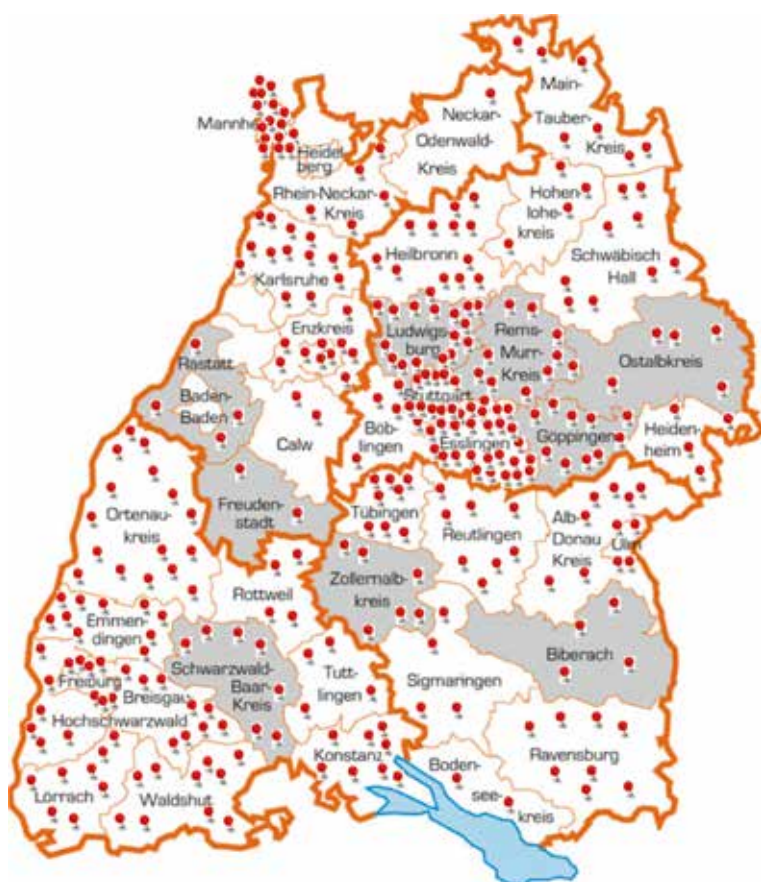 Main-
Tauber-
Kreis
Neckar-
Odenwald-
Kreis
Mannhe
Heidel-
berg
Rhein-Neckar-
Kreis
Hohen-
lohe-
kreis
Heilbronn
Schwäbisch
Hall
Karlsruhe
Enzkreis
Ludwigs-
burg
Rems-
Murr-
Kreis
Ostalbkreis
Rastatt
Baden-
Baden
Stuttgart
Calw
Böb-
lingen
Esslingen
Göppingen
Heiden-
heim
Freuden-
stadt
Tübingen
Reutlingen
Alb-
Donau
Kreis
Ulm
Ortenau-
kreis
Zollernalb-
kreis
Rottweil
Emmen-
dingen
Biberach
Schwarzwald-
Baar-
Kreis
Tutt-
lingen
Sigmaringen
Freiburg
Breisgau
Hochschwarzwald
Konstanz
Boden-
seekreis
Ravensburg
Lörrach
Waldshut